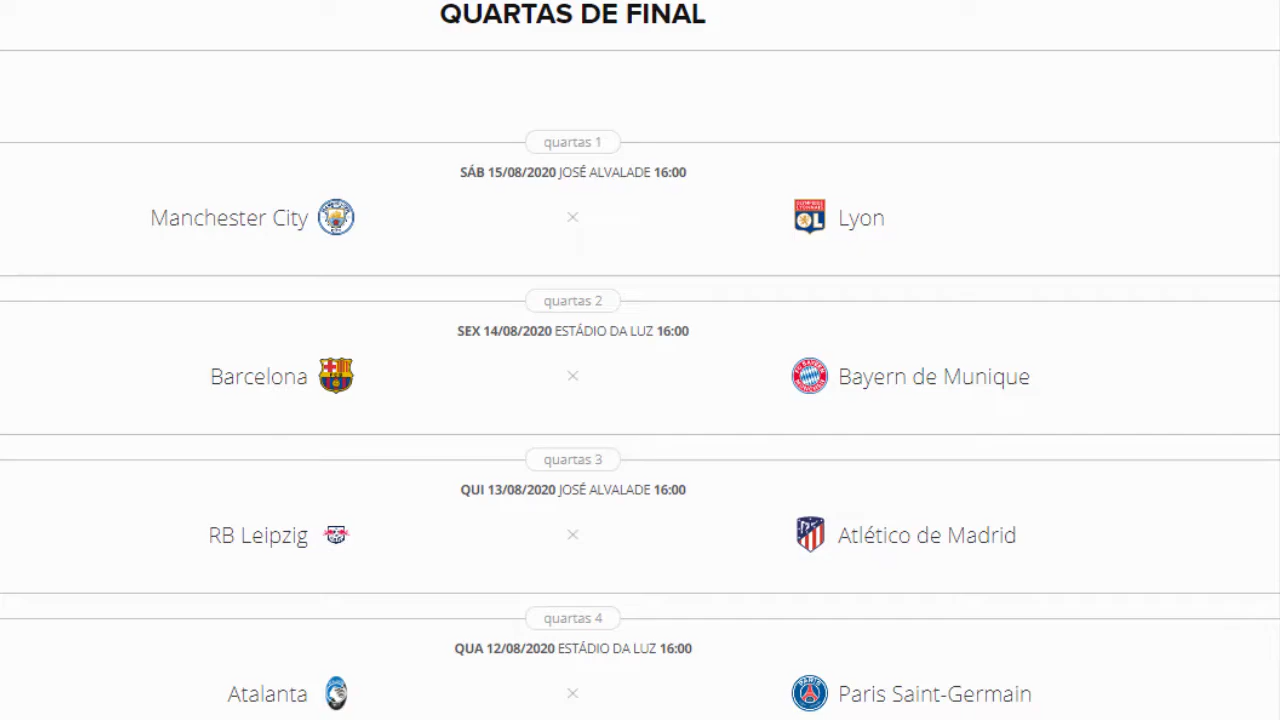 QUARTAS DE FINAL
quartas 1
SÁB 15/08/2020 JOSÉ ALVALADE 16:00
Manchester City × Lyon
quartas 2
SEX 14/08/2020 ESTÁDIO DA LUZ 16:00
Barcelona × Bayern de Munique
quartas 3
QUI 13/08/2020 JOSÉ ALVALADE 16:00
RB Leipzig × Atlético de Madrid
quartas 4
QUA 12/08/2020 ESTÁDIO DA LUZ 16:00
Atalanta × Paris Saint-Germain